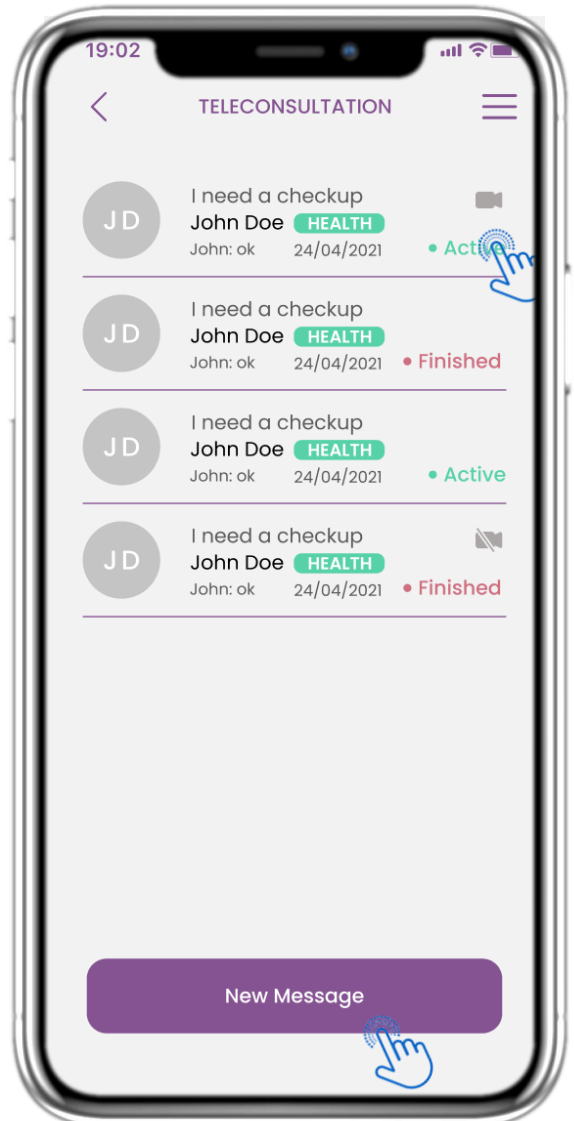 19:02
TELECONSULTATION
JD
I need a checkup
John Doe HEALTH
John: ok 24/04/2021 • Active
JD
I need a checkup
John Doe HEALTH
John: ok 24/04/2021 • Finished
JD
I need a checkup
John Doe HEALTH
John: ok 24/04/2021 • Active
JD
I need a checkup
John Doe HEALTH
John: ok 24/04/2021 • Finished
New Message